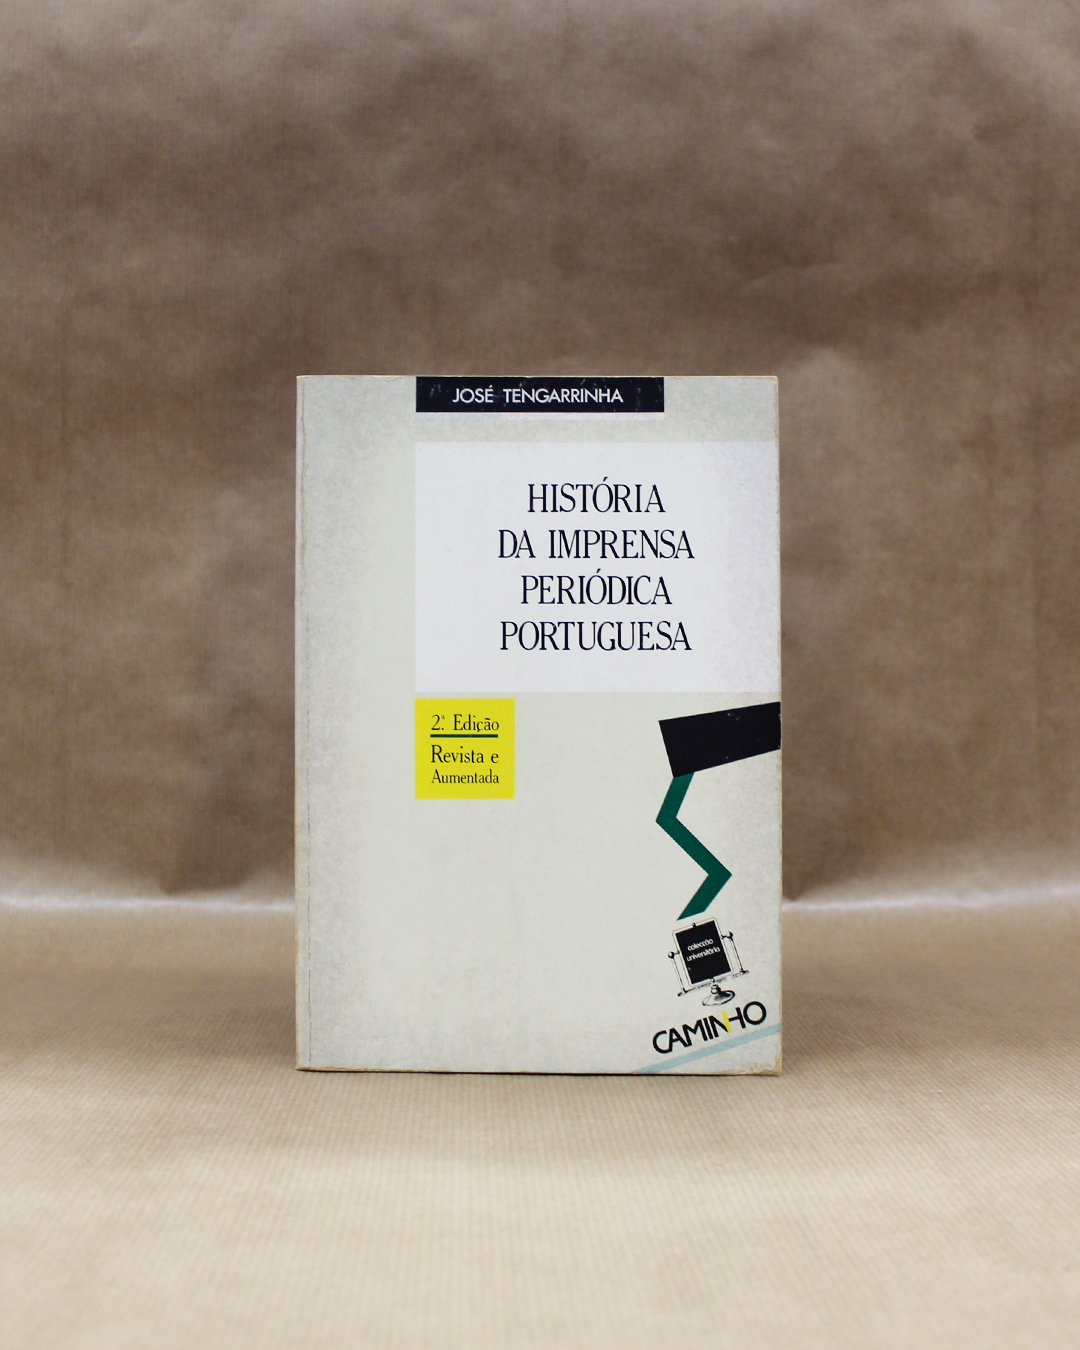 JOSÉ TENGARRINHA
HISTÓRIA
DA IMPRENSA
PERIÓDICA
PORTUGUESA
2.ª Edição
Revista e
Aumentada
colecção
universitária
CAMINHO